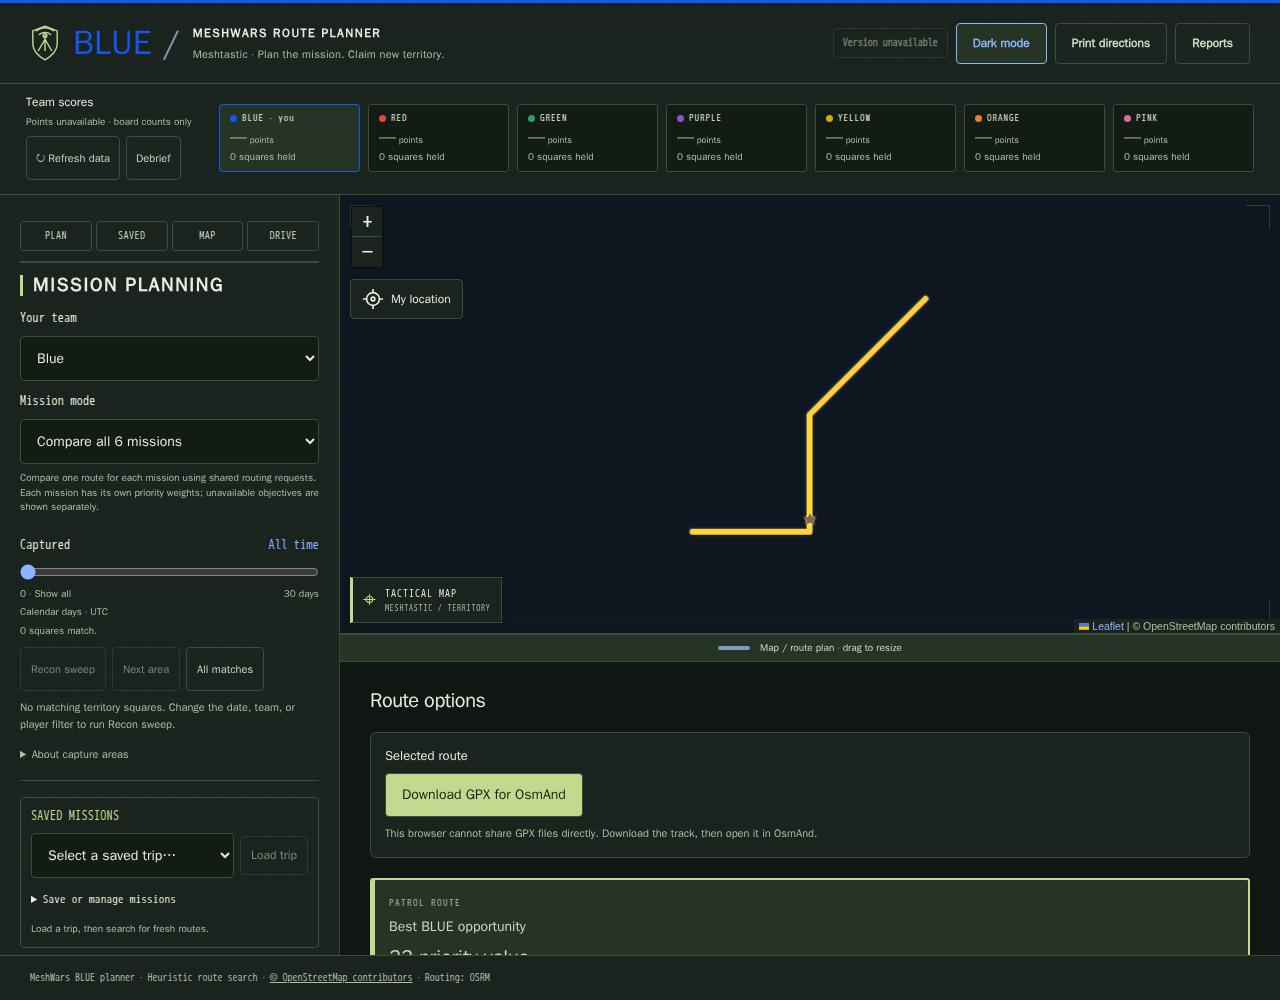 BLUE / MESHWARS ROUTE PLANNER
Meshtastic · Plan the mission. Claim new territory.
Version unavailable
Dark mode
Print directions
Reports
Team scores
Points unavailable · board counts only
Refresh data
Debrief
BLUE · you
— points
0 squares held
RED
— points
0 squares held
GREEN
— points
0 squares held
PURPLE
— points
0 squares held
YELLOW
— points
0 squares held
ORANGE
— points
0 squares held
PINK
— points
0 squares held
PLAN
SAVED
MAP
DRIVE
MISSION PLANNING
Your team
Blue
Mission mode
Compare all 6 missions
Compare one route for each mission using shared routing requests.
Each mission has its own priority weights; unavailable objectives are
shown separately.
Captured All time
0 · Show all 30 days
Calendar days · UTC
0 squares match.
Recon sweep
Next area
All matches
No matching territory squares. Change the date, team, or
player filter to run Recon sweep.
About capture areas
SAVED MISSIONS
Select a saved trip…
Load trip
Save or manage missions
Load a trip, then search for fresh routes.
+
−
My location
TACTICAL MAP
MESHTASTIC / TERRITORY
Leaflet | © OpenStreetMap contributors
Map / route plan · drag to resize
Route options
Selected route
Download GPX for OsmAnd
This browser cannot share GPX files directly. Download the track, then open it in OsmAnd.
PATROL ROUTE
Best BLUE opportunity
priority value
MeshWars BLUE planner · Heuristic route search · © OpenStreetMap contributors · Routing: OSRM